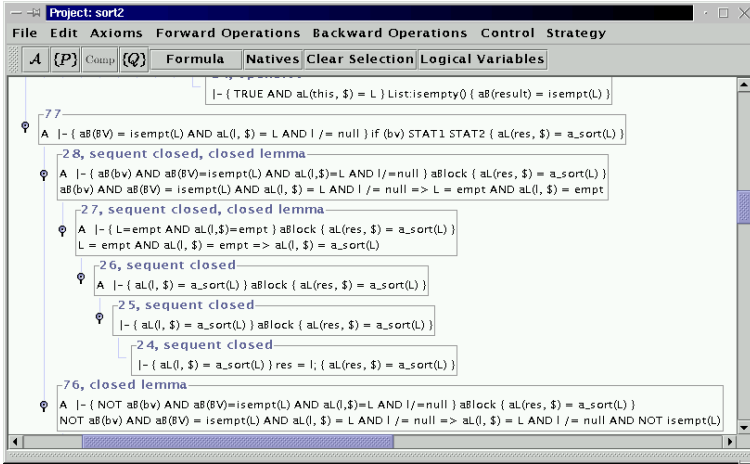 Project: sort2
File Edit Axioms Forward Operations Backward Operations Control Strategy
A {P} Comp {Q} Formula Natives Clear Selection Logical Variables
|- { TRUE AND aL(this, $) = L } List:isempty() { aB(result) = isempt(L) }
77
A |- { aB(BV) = isempt(L) AND aL(l, $) = L AND l /= null } if (bv) STAT1 STAT2 { aL(res, $) = a_sort(L) }
28, sequent closed, closed lemma
A |- { aB(bv) AND aB(BV)=isempt(L) AND aL(l,$)=L AND l/=null } aBlock { aL(res, $) = a_sort(L) }
aB(bv) AND aB(BV) = isempt(L) AND aL(l, $) = L AND l /= null => L = empt AND aL(l, $) = empt
27, sequent closed, closed lemma
A |- { L=empt AND aL(l,$)=empt } aBlock { aL(res, $) = a_sort(L) }
L = empt AND aL(l, $) = empt => aL(l, $) = a_sort(L)
26, sequent closed
A |- { aL(l, $) = a_sort(L) } aBlock { aL(res, $) = a_sort(L) }
25, sequent closed
|- { aL(l, $) = a_sort(L) } aBlock { aL(res, $) = a_sort(L) }
24, sequent closed
|- { aL(l, $) = a_sort(L) } res = l; { aL(res, $) = a_sort(L) }
76, closed lemma
A |- { NOT aB(bv) AND aB(BV)=isempt(L) AND aL(l,$)=L AND l/=null } aBlock { aL(res, $) = a_sort(L) }
NOT aB(bv) AND aB(BV) = isempt(L) AND aL(l, $) = L AND l /= null => aL(l, $) = L AND l /= null AND NOT isempt(L)